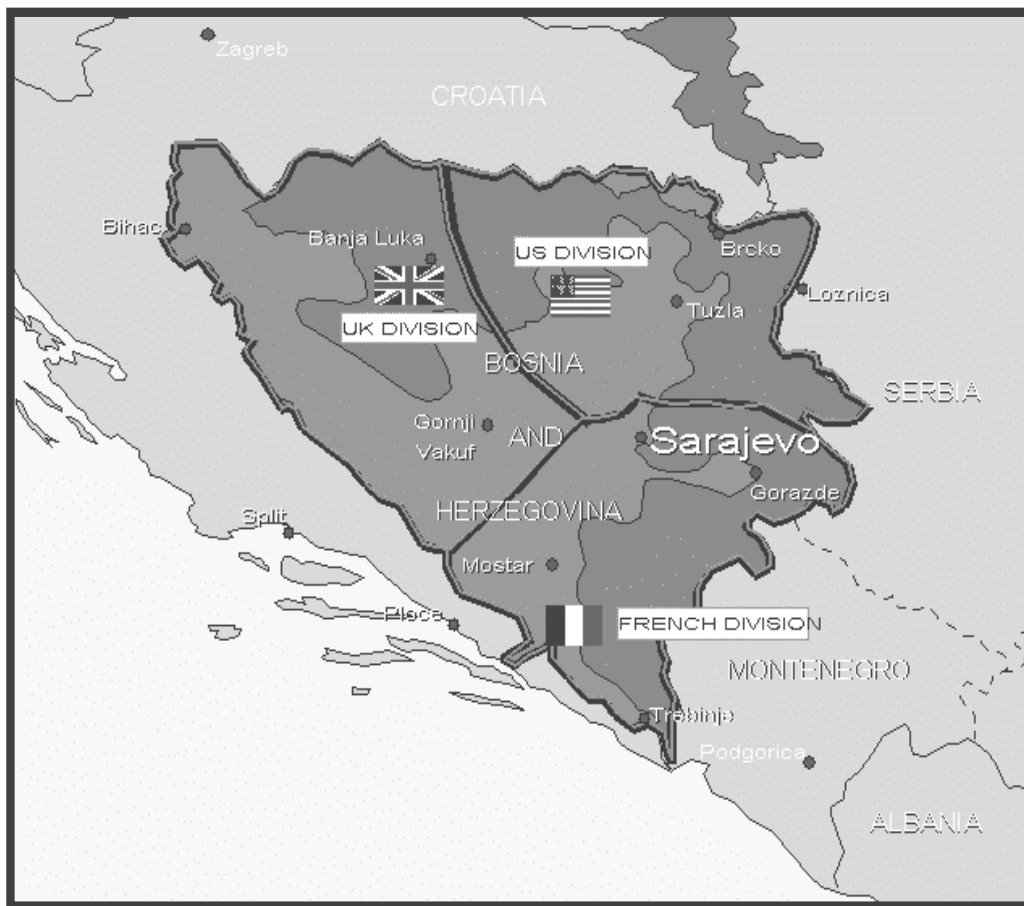 Zagreb
CROATIA
Bihac
Banja Luka
US DIVISION
Brcko
Loznica
Tuzla
UK DIVISION
BOSNIA
SERBIA
Gornji
Vakuf
AND
Sarajevo
Gorazde
HERZEGOVINA
Split
Mostar
Ploce
FRENCH DIVISION
MONTENEGRO
Trebinje
Podgorica
ALBANIA